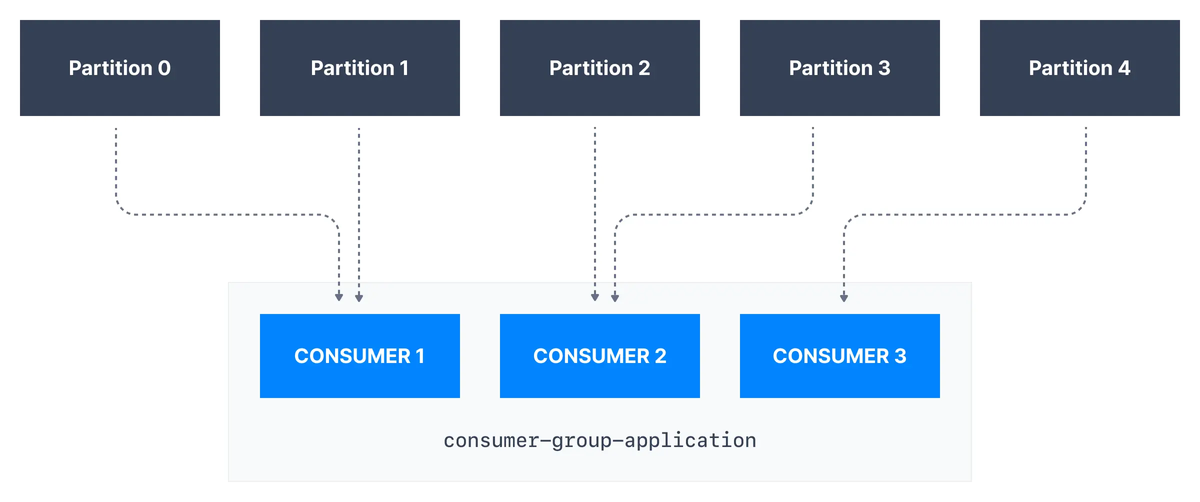 Partition 0
Partition 1
Partition 2
Partition 3
Partition 4
CONSUMER 1
CONSUMER 2
CONSUMER 3
consumer-group-application